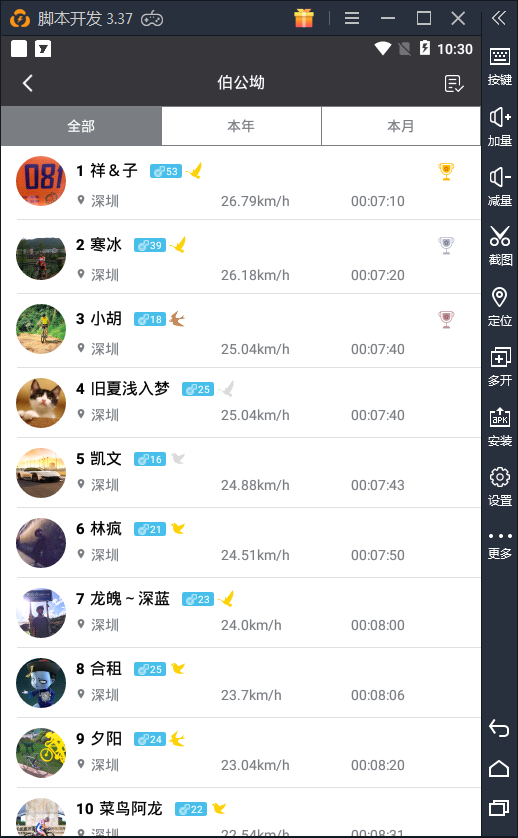 脚本开发 3.37
10:30
伯公坳
全部 本年 本月
1 祥＆子 53
深圳 26.79km/h 00:07:10
2 寒冰 39
深圳 26.18km/h 00:07:20
3 小胡 18
深圳 25.04km/h 00:07:40
4 旧夏浅入梦 25
深圳 25.04km/h 00:07:40
5 凯文 16
深圳 24.88km/h 00:07:43
6 林疯 21
深圳 24.51km/h 00:07:50
7 龙魄～深蓝 23
深圳 24.0km/h 00:08:00
8 合租 25
深圳 23.7km/h 00:08:06
9 夕阳 24
深圳 23.04km/h 00:08:20
10 菜鸟阿龙 22
深圳 22.54km/h 00:08:31
081
按键
加量
减量
截图
定位
多开
APK
安装
设置
更多